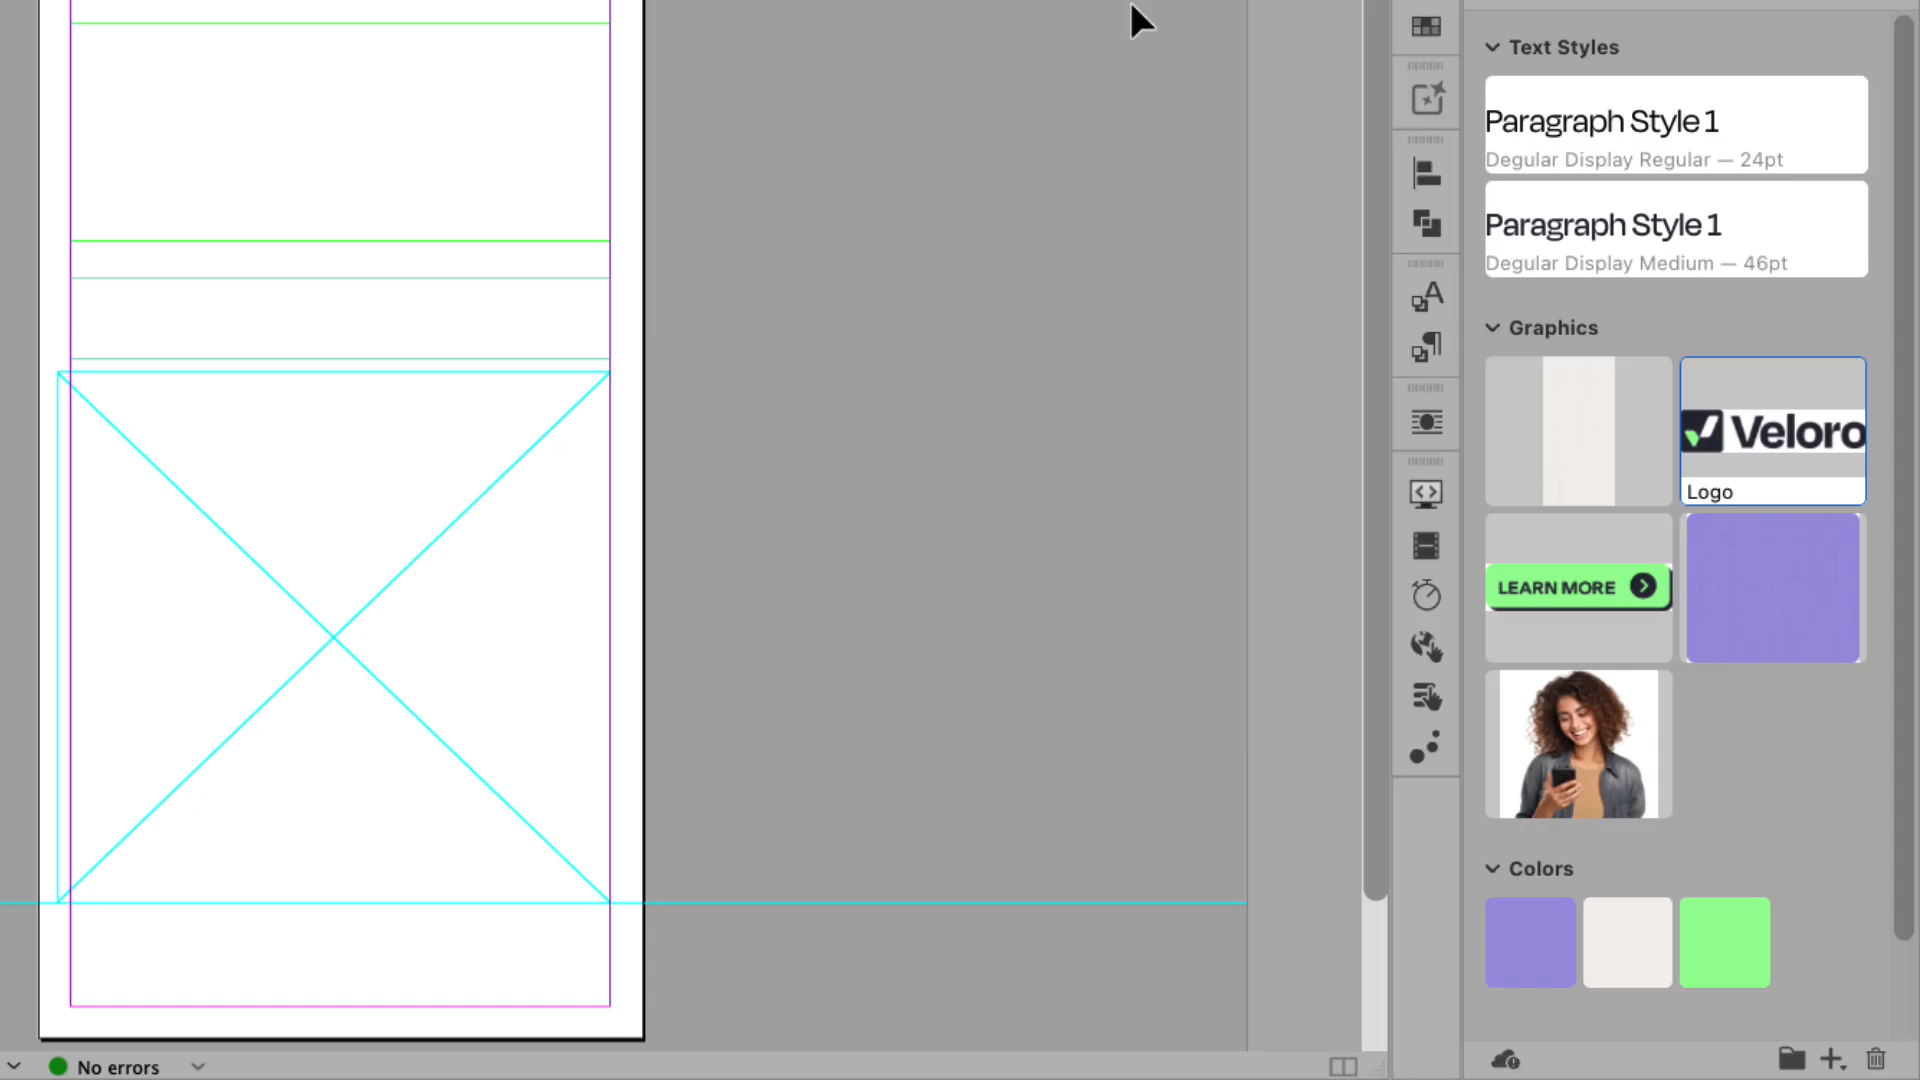 Text Styles
Paragraph Style 1
Degular Display Regular — 24pt
Paragraph Style 1
Degular Display Medium — 46pt
Graphics
Veloro
Logo
LEARN MORE
Colors
No errors